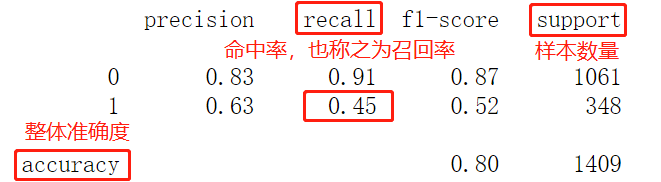 precision recall f1-score support
命中率，也称之为召回率 样本数量
0 0.83 0.91 0.87 1061
1 0.63 0.45 0.52 348
整体准确度
accuracy 0.80 1409